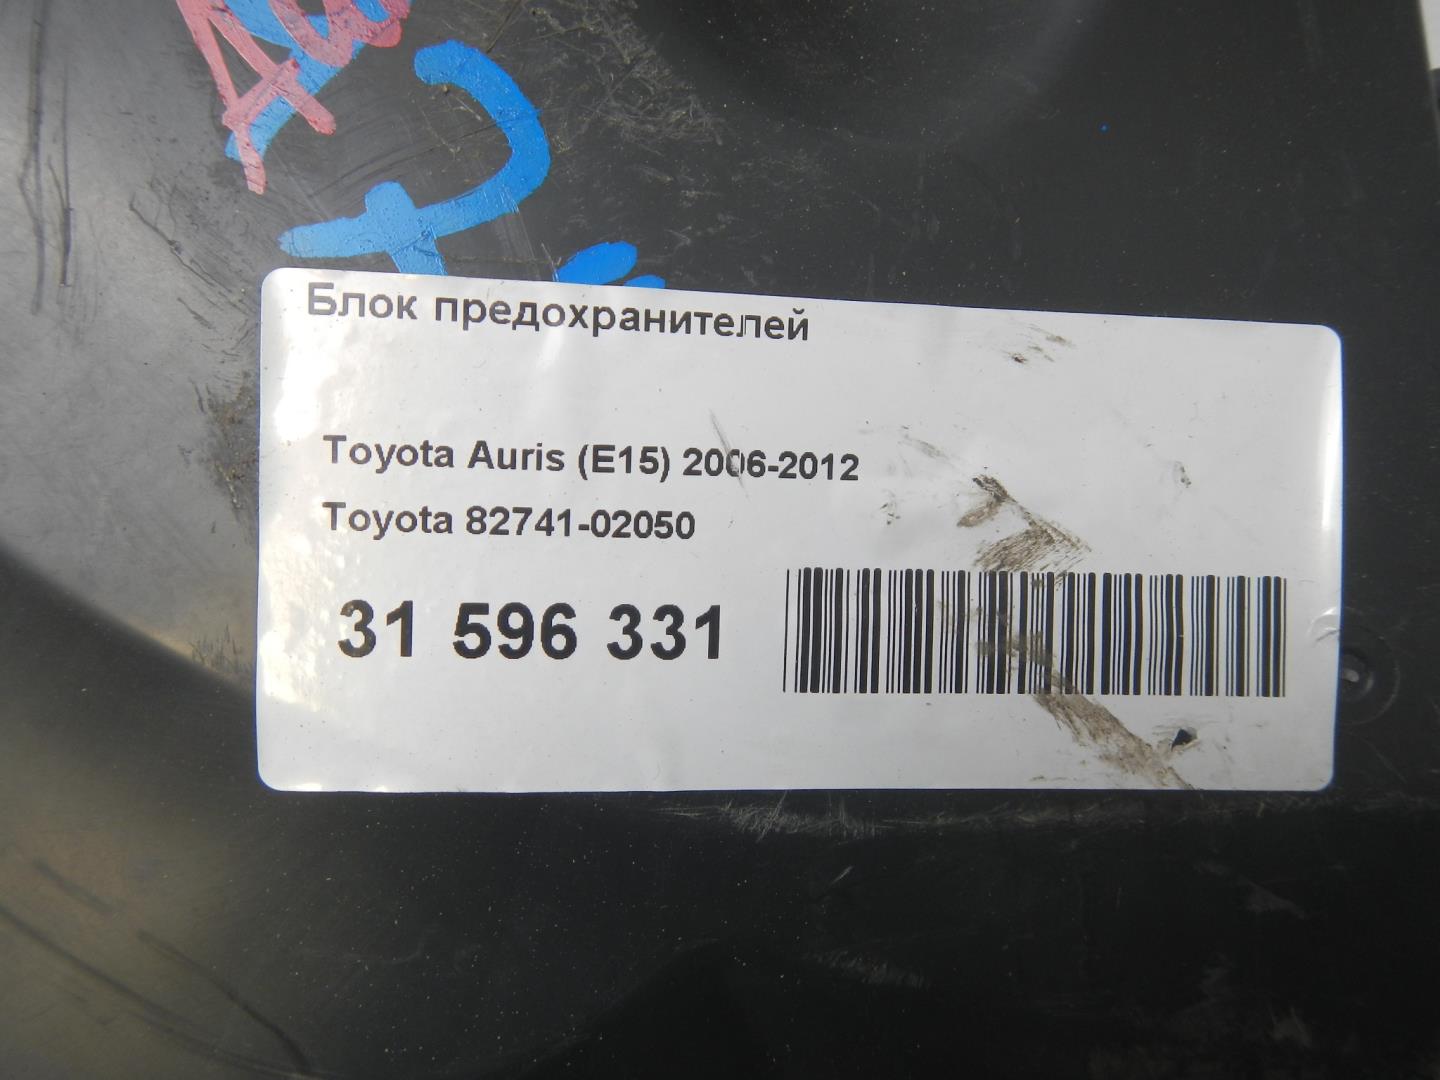 Блок предохранителей
Toyota Auris (E15) 2006-2012
Toyota 82741-02050
31 596 331